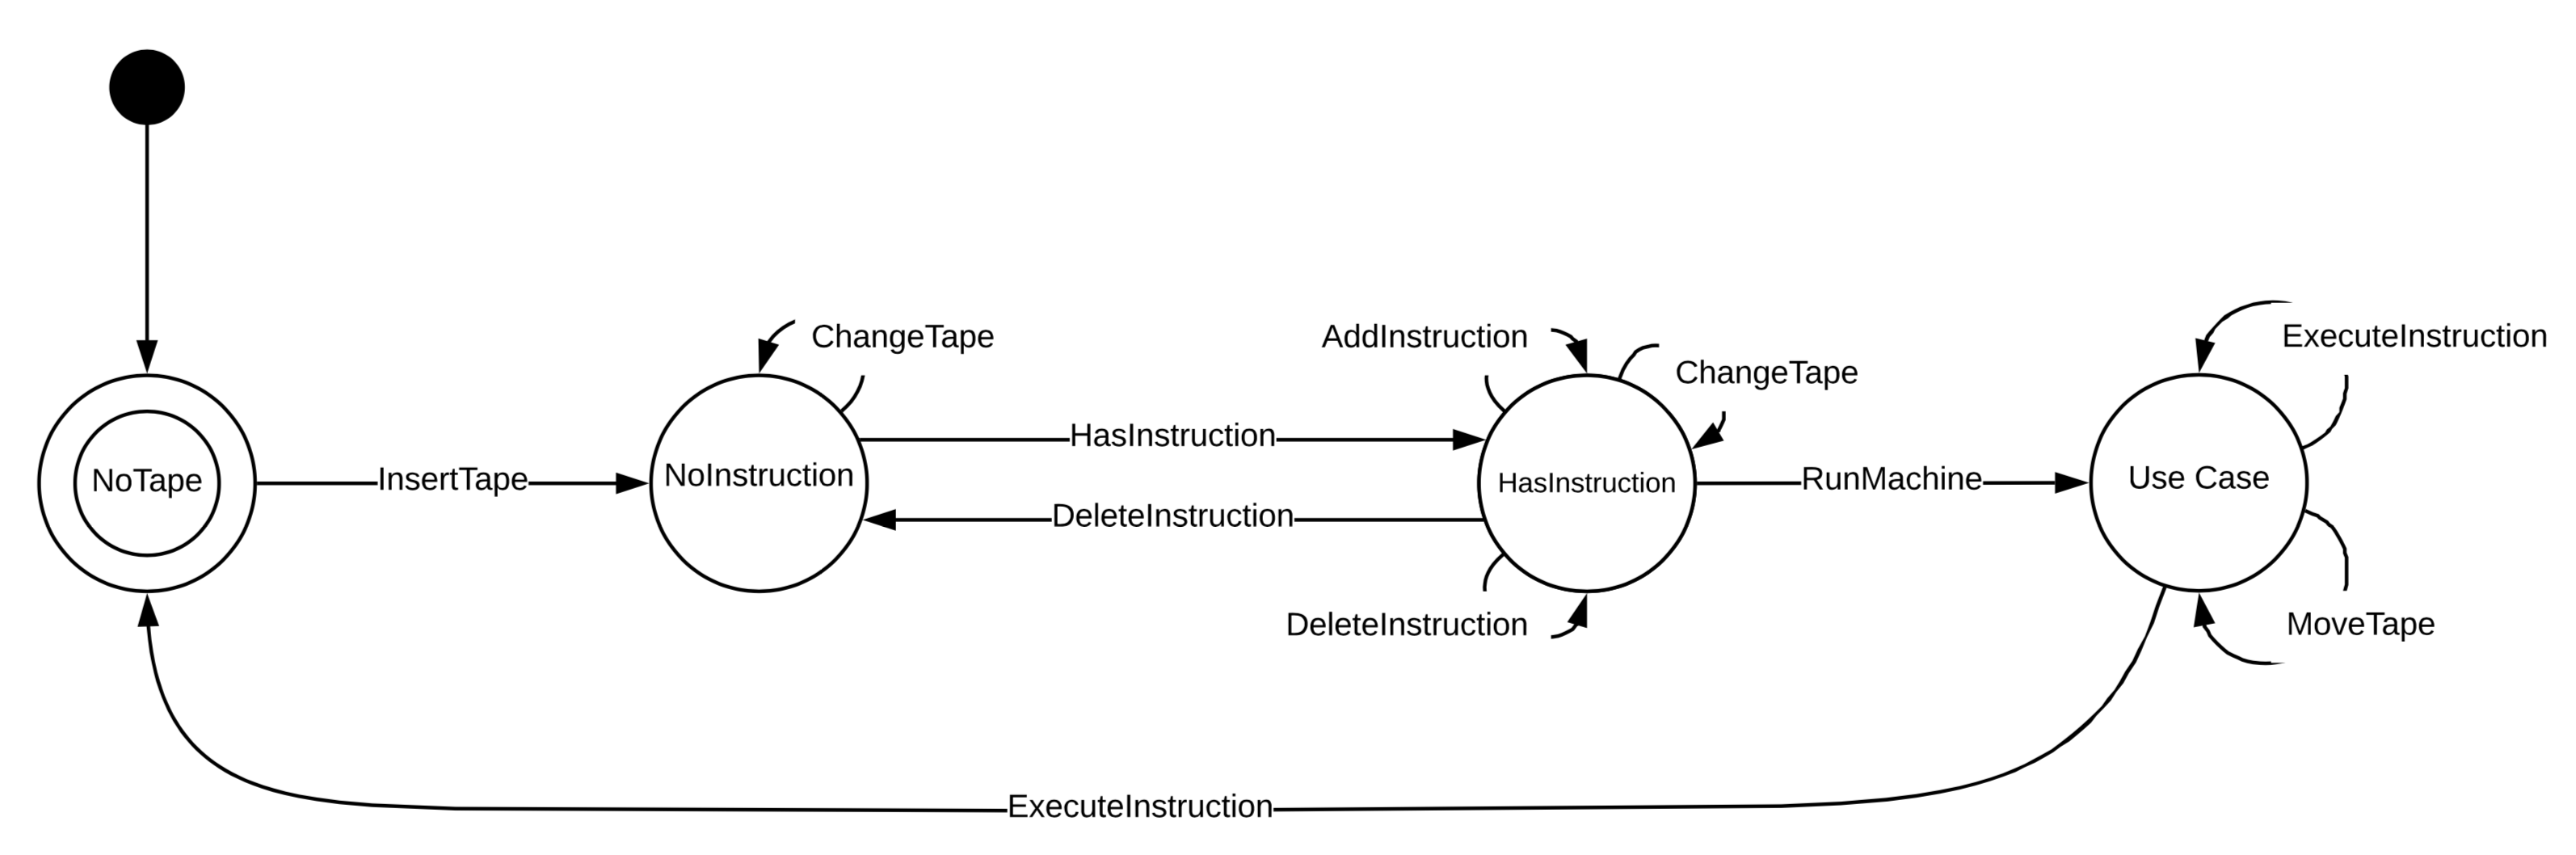 ChangeTape
AddInstruction
ChangeTape
ExecuteInstruction
HasInstruction
NoTape
InsertTape
NoInstruction
HasInstruction
RunMachine
Use Case
DeleteInstruction
DeleteInstruction
MoveTape
ExecuteInstruction